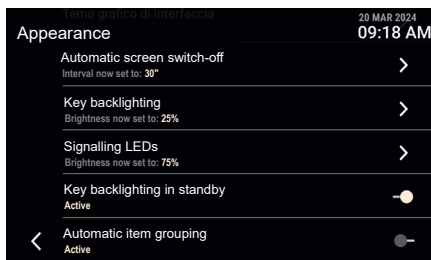 Tema grafico di interfaccia
20 MAR 2024
Appearance
09:18 AM
Automatic screen switch-off
Interval now set to: 30"
Key backlighting
Brightness now set to: 25%
Signalling LEDs
Brightness now set to: 75%
Key backlighting in standby
Active
Automatic item grouping
Active